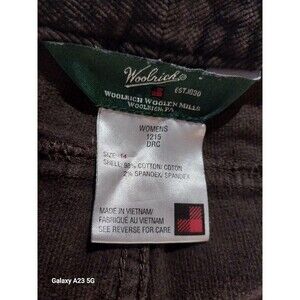 Woolrich
EST.1830
WOOLRICH WOOLEN MILLS
WOOLRICH, PA
WOMENS
1215
DRC
SIZE: 14
SHELL: 98% COTTON/ COTON
2% SPANDEX/ SPANDEX
MADE IN VIETNAM/
FABRIQUÉ AU VIETNAM
SEE REVERSE FOR CARE
Galaxy A23 5G